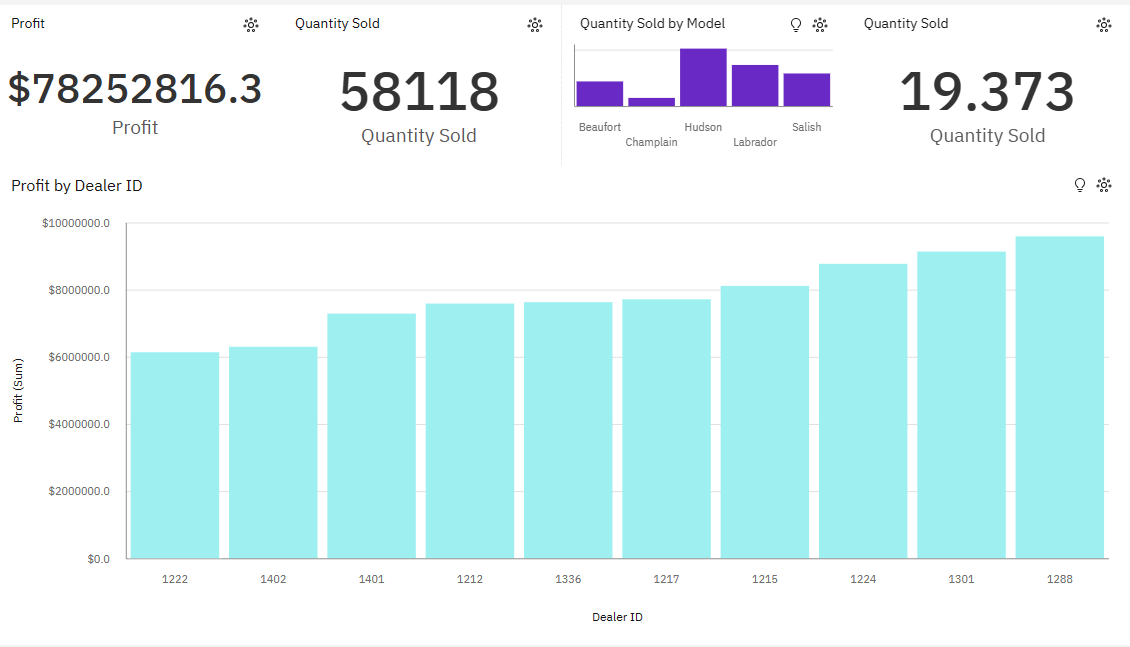 Profit
$78252816.3
Profit
Quantity Sold
58118
Quantity Sold
Quantity Sold by Model
Beaufort
Champlain
Hudson
Labrador
Salish
Quantity Sold
19.373
Quantity Sold
Profit by Dealer ID
Profit (Sum)
$10000000.0
$8000000.0
$6000000.0
$4000000.0
$2000000.0
$0.0
1222 1402 1401 1212 1336 1217 1215 1224 1301 1288
Dealer ID